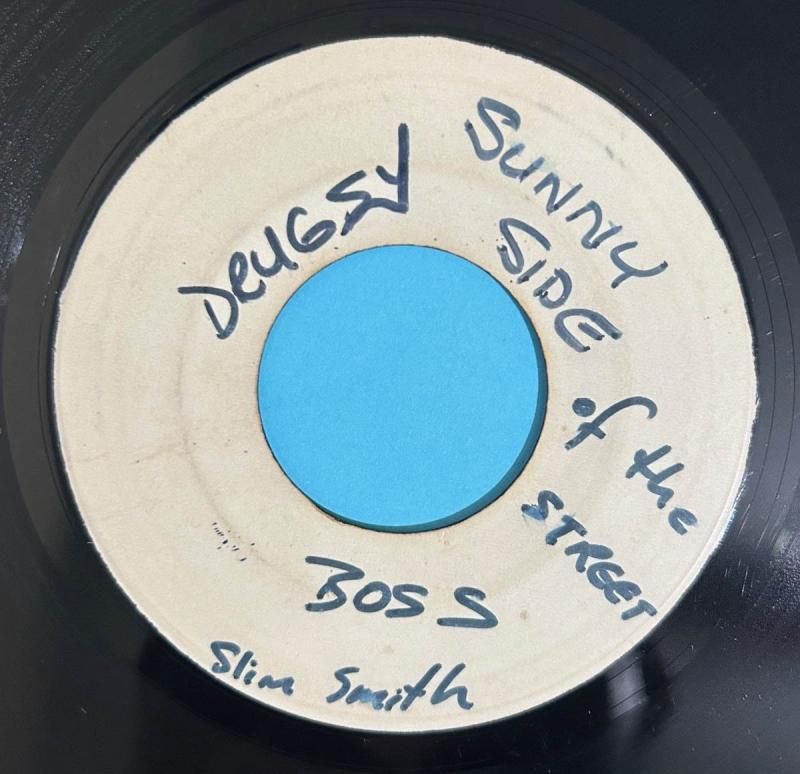 DRUGSY
SUNNY
SIDE
of the
STREET
BOSS
Slim Smith